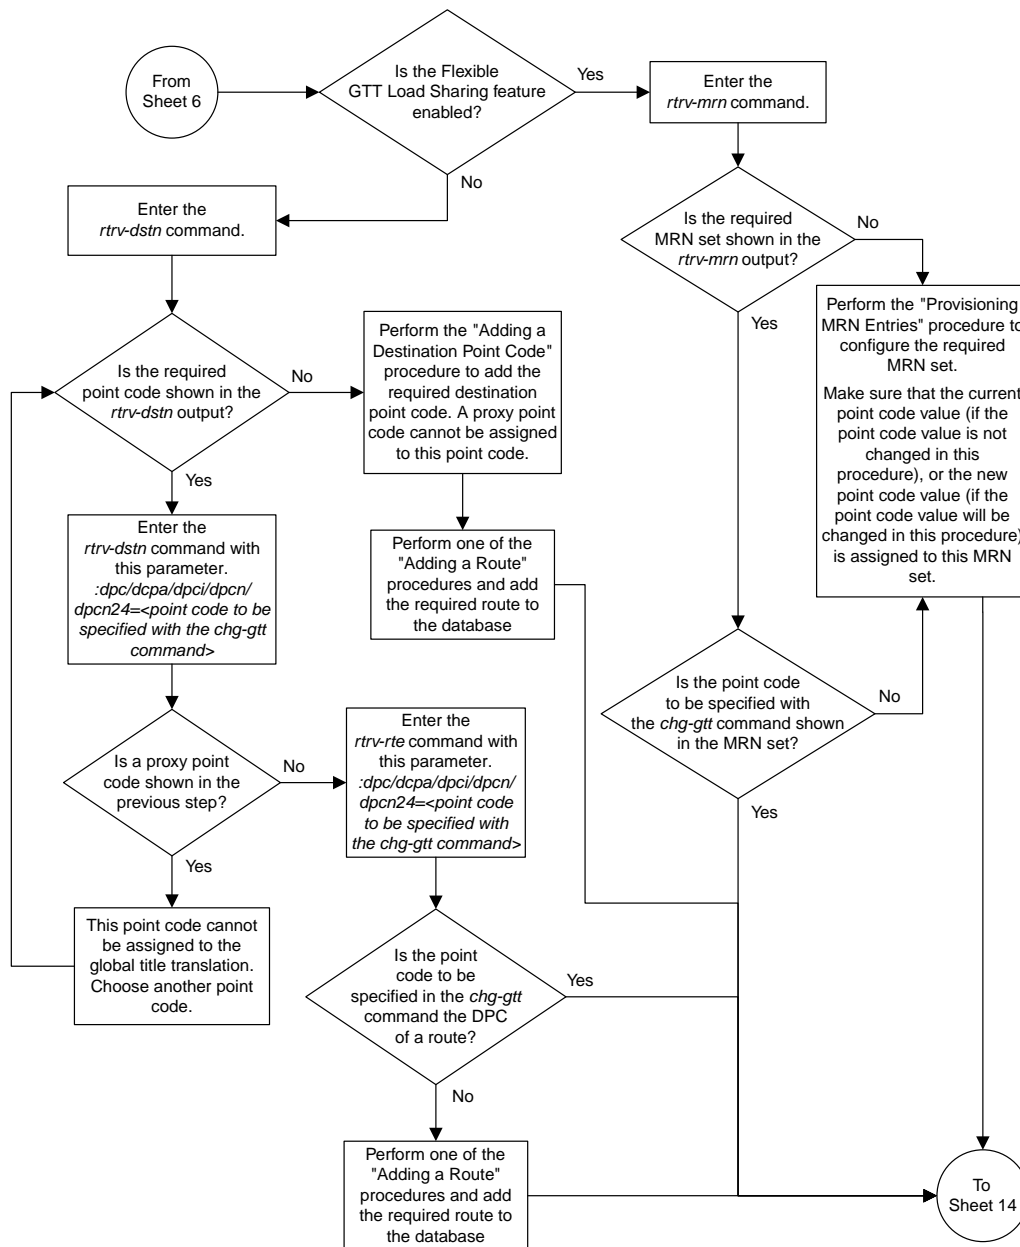 From
Sheet 6
Is the Flexible
GTT Load Sharing feature
enabled?
Yes
Enter the
rtrv-mrn command.
No
Enter the
rtrv-dstn command.
Is the required
MRN set shown in the
rtrv-mrn output?
No
Yes
Perform the "Provisioning
MRN Entries" procedure to
configure the required
MRN set.
Make sure that the current
point code value (if the
point code value is not
changed in this
procedure), or the new
point code value (if the
point code value will be
changed in this procedure)
is assigned to this MRN
set.
Is the required
point code shown in the
rtrv-dstn output?
No
Yes
Perform the "Adding a
Destination Point Code"
procedure to add the
required destination
point code. A proxy point
code cannot be assigned
to this point code.
Perform one of the
"Adding a Route"
procedures and add
the required route to
the database
Enter the
rtrv-dstn command with
this parameter.
:dpc/dcpa/dpci/dpcn/
dpcn24=<point code to be
specified with the chg-gtt
command>
Is the point code
to be specified with
the chg-gtt command shown
in the MRN set?
No
Yes
Is a proxy point
code shown in the
previous step?
No
Yes
Enter the
rtrv-rte command with
this parameter.
:dpc/dcpa/dpci/dpcn/
dpcn24=<point code
to be specified with
the chg-gtt command>
This point code cannot
be assigned to the
global title translation.
Choose another point
code.
Is the point
code to be
specified in the chg-gtt
command the DPC
of a route?
Yes
No
Perform one of the
"Adding a Route"
procedures and add
the required route to
the database
To
Sheet 14